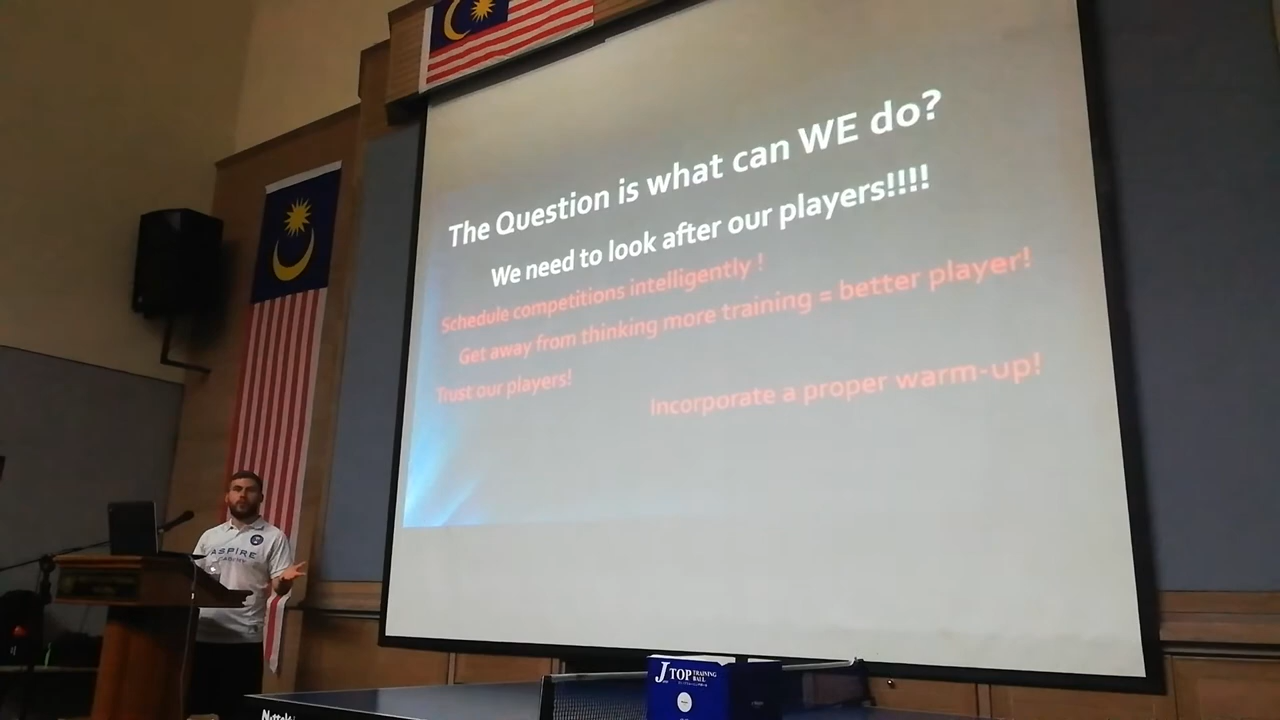 The Question is what can WE do?
We need to look after our players!!!!
Schedule competitions intelligently !
Get away from thinking more training = better player!
Trust our players!
Incorporate a proper warm-up!
ASPIRE
J TOP TRAINING
BALL